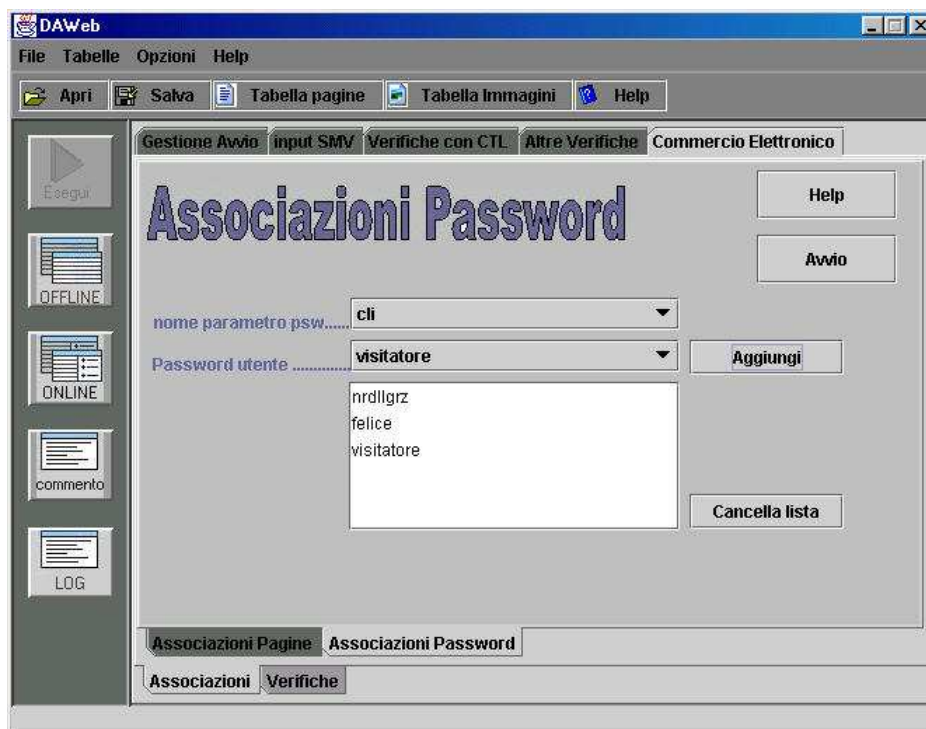 DAWeb
File Tabelle Opzioni Help
Apri Salva Tabella pagine Tabella Immagini Help
Gestione Avvio input SMV Verifiche con CTL Altre Verifiche Commercio Elettronico
Esegui
Associazioni Password
Help
Avvio
OFFLINE
nome parametro psw...... cli
Password utente .............. visitatore Aggiungi
ONLINE
nrdllgrz
felice
visitatore
commento
Cancella lista
LOG
Associazioni Pagine Associazioni Password
Associazioni Verifiche